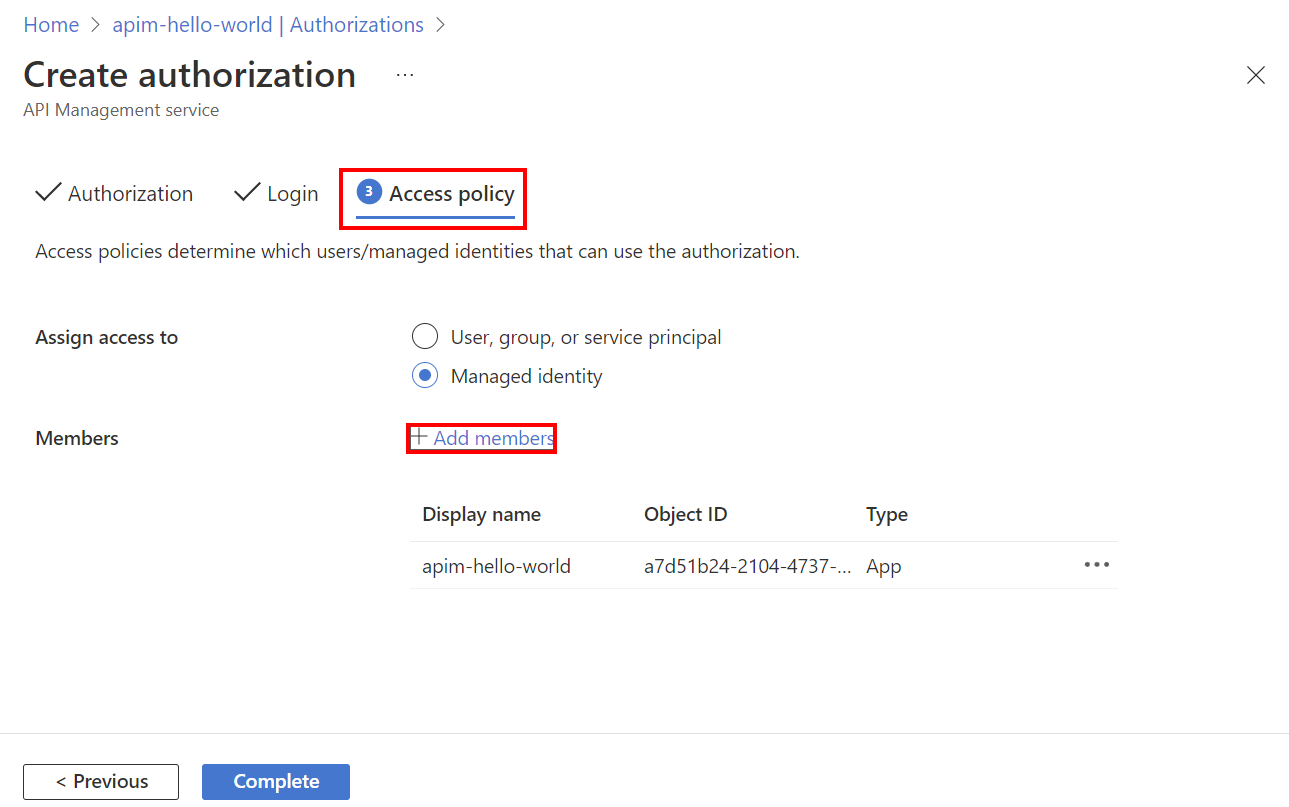 Home > apim-hello-world | Authorizations >
Create authorization ...
API Management service
Authorization Login 3 Access policy
Access policies determine which users/managed identities that can use the authorization.
Assign access to User, group, or service principal
Managed identity
Members + Add members
Display name Object ID Type
apim-hello-world a7d51b24-2104-4737-... App
< Previous Complete